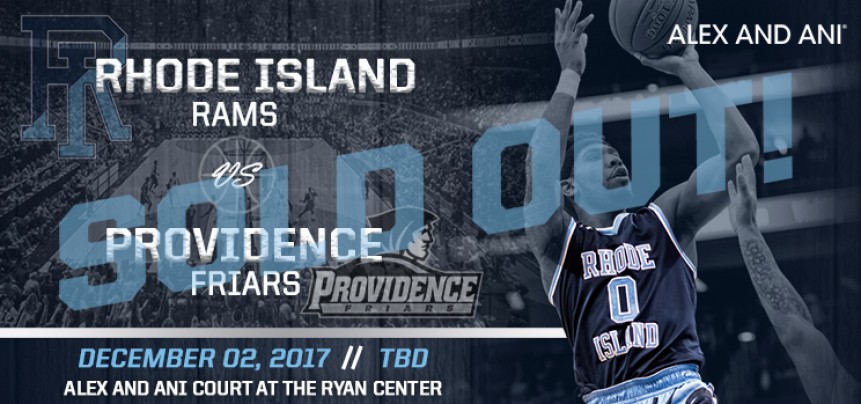 ALEX AND ANI
RHODE ISLAND
RAMS
VS
SOLD OUT!
PROVIDENCE
FRIARS
PROVIDENCE
FRIARS
RHODE
0
ISLAND
DECEMBER 02, 2017 // TBD
ALEX AND ANI COURT AT THE RYAN CENTER